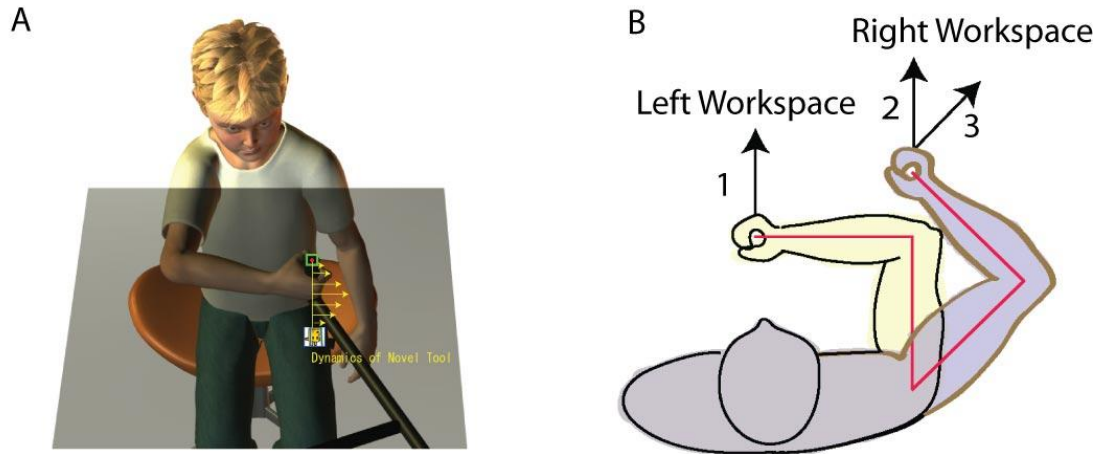 A
Dynamics of Novel Tool
B
Right Workspace
2
3
Left Workspace
1